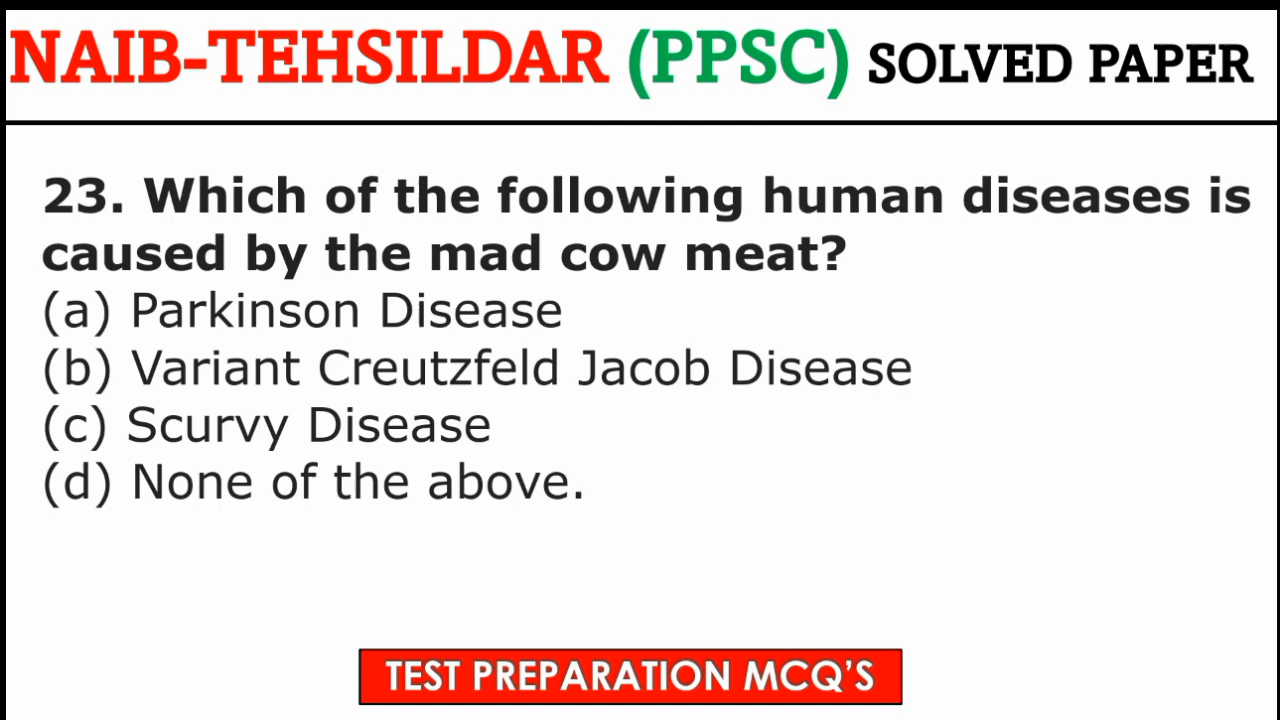 NAIB-TEHSILDAR (PPSC) SOLVED PAPER
23. Which of the following human diseases is
caused by the mad cow meat?
(a) Parkinson Disease
(b) Variant Creutzfeld Jacob Disease
(c) Scurvy Disease
(d) None of the above.
TEST PREPARATION MCQ'S